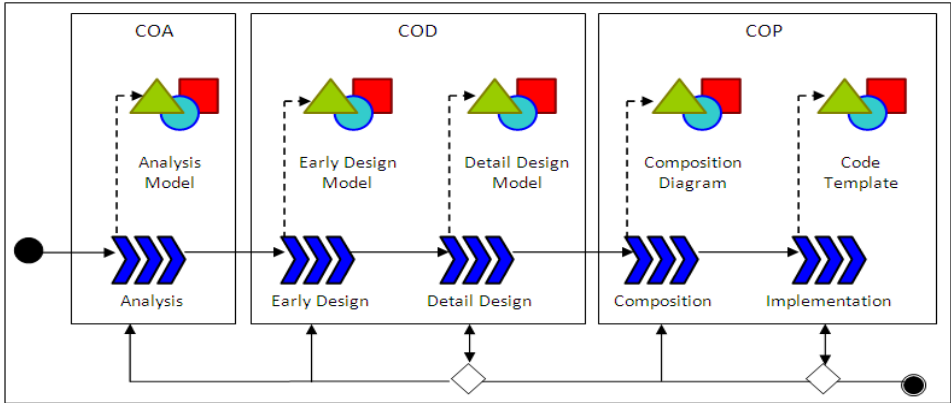 COA
COD
COP
Analysis
Model
Early Design
Model
Detail Design
Model
Composition
Diagram
Code
Template
Analysis
Early Design
Detail Design
Composition
Implementation